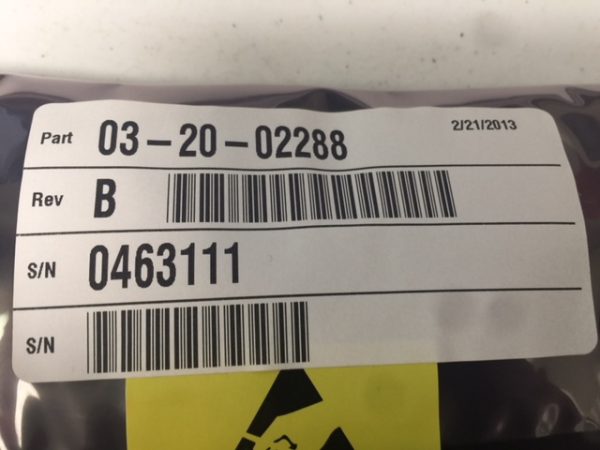 Part 03-20-02288 2/21/2013
Rev B
S/N 0463111
S/N